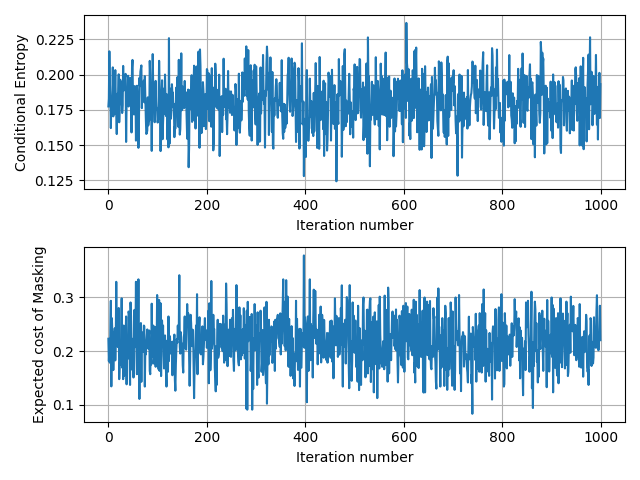 0.225
0.200
0.175
0.150
0.125
Conditional Entropy
0 200 400 600 800 1000
Iteration number
0.3
0.2
0.1
Expected cost of Masking
0 200 400 600 800 1000
Iteration number